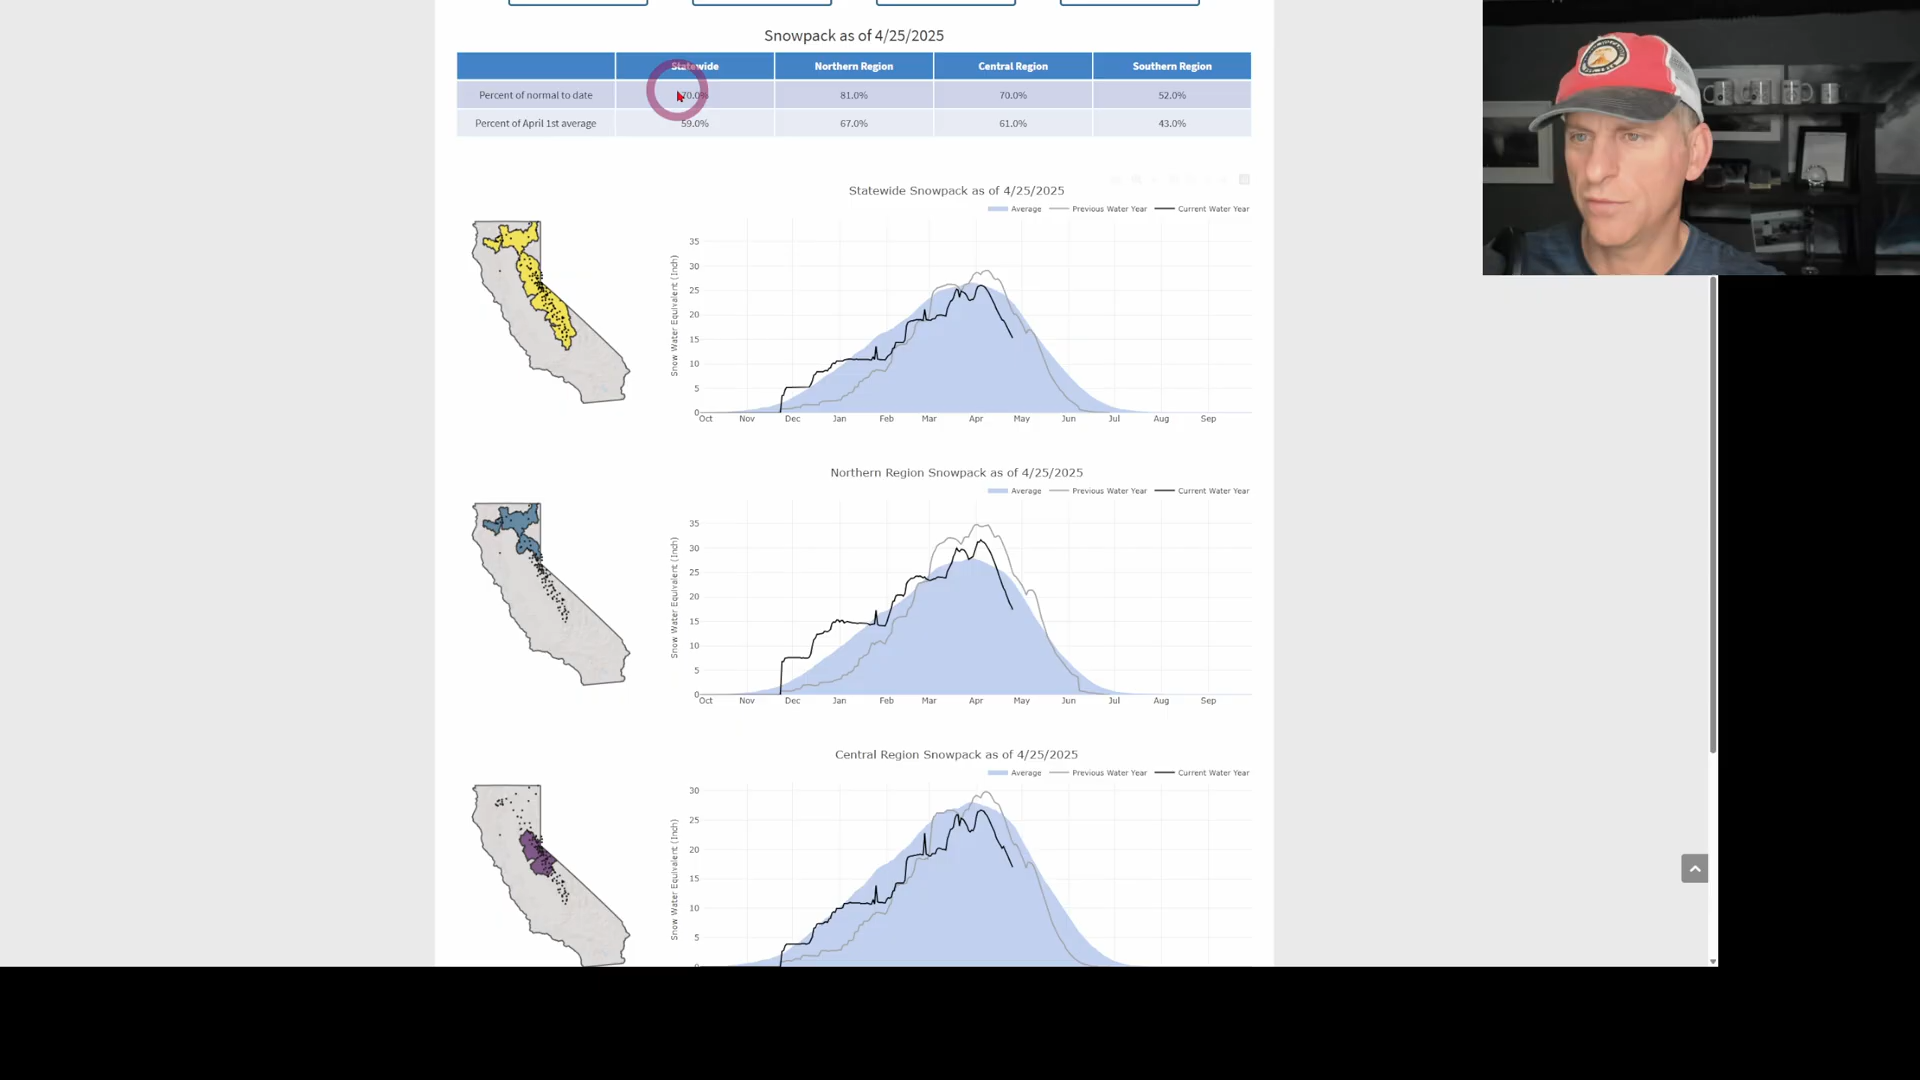 Snowpack as of 4/25/2025
Statewide Northern Region Central Region Southern Region
Percent of normal to date 70.0% 81.0% 70.0% 52.0%
Percent of April 1st average 59.0% 67.0% 61.0% 43.0%
Statewide Snowpack as of 4/25/2025
Average Previous Water Year Current Water Year
Snow Water Equivalent (Inch)
35
30
25
20
15
10
5
0
Oct Nov Dec Jan Feb Mar Apr May Jun Jul Aug Sep
Northern Region Snowpack as of 4/25/2025
Average Previous Water Year Current Water Year
Snow Water Equivalent (Inch)
35
30
25
20
15
10
5
0
Oct Nov Dec Jan Feb Mar Apr May Jun Jul Aug Sep
Central Region Snowpack as of 4/25/2025
Average Previous Water Year Current Water Year
Snow Water Equivalent (Inch)
30
25
20
15
10
5